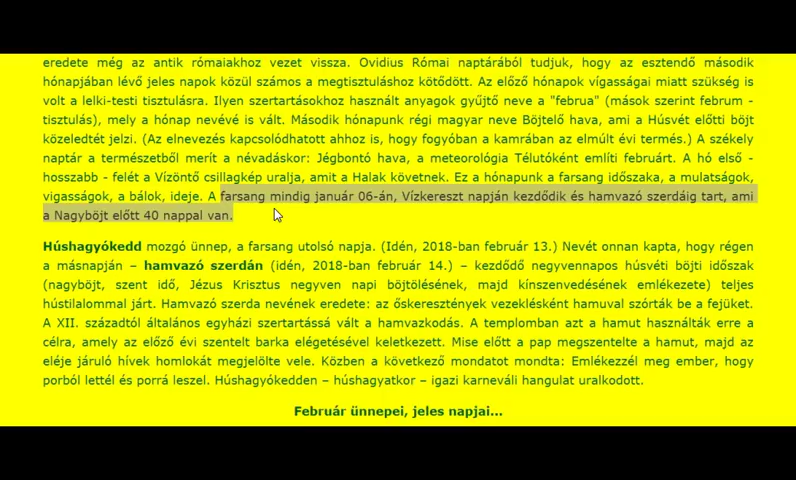 eredete még az antik rómaiakhoz vezet vissza. Ovidius Római naptárából tudjuk, hogy az esztendő második
hónapjában lévő jeles napok közül számos a megtisztuláshoz kötődött. Az előző hónapok vígasságai miatt szükség is
volt a lelki-testi tisztulásra. Ilyen szertartásokhoz használt anyagok gyűjtő neve a "februa" (mások szerint februm -
tisztulás), mely a hónap nevévé is vált. Második hónapunk régi magyar neve Böjtelő hava, ami a Húsvét előtti böjt
közeledtét jelzi. (Az elnevezés kapcsolódhatott ahhoz is, hogy fogyóban a kamrában az elmúlt évi termés.) A székely
naptár a természetből merít a névadáskor: Jégbontó hava, a meteorológia Télutóként említi februárt. A hó első -
hosszabb - felét a Vízöntő csillagkép uralja, amit a Halak követnek. Ez a hónapunk a farsang időszaka, a mulatságok,
vigasságok, a bálok, ideje. A farsang mindig január 06-án, Vízkereszt napján kezdődik és hamvazó szerdáig tart, ami
a Nagyböjt előtt 40 nappal van.
Húshagyókedd mozgó ünnep, a farsang utolsó napja. (Idén, 2018-ban február 13.) Nevét onnan kapta, hogy régen
a másnapján – hamvazó szerdán (idén, 2018-ban február 14.) – kezdődő negyvennapos húsvéti böjti időszak
(nagyböjt, szent idő, Jézus Krisztus negyven napi böjtölésének, majd kínszenvedésének emlékezete) teljes
hústilalommal járt. Hamvazó szerda nevének eredete: az őskeresztények vezeklésként hamuval szórták be a fejüket.
A XII. századtól általános egyházi szertartássá vált a hamvazkodás. A templomban azt a hamut használták erre a
célra, amely az előző évi szentelt barka elégetésével keletkezett. Mise előtt a pap megszentelte a hamut, majd az
eléje járuló hívek homlokát megjelölte vele. Közben a következő mondatot mondta: Emlékezzél meg ember, hogy
porból lettél és porrá leszel. Húshagyókedden – húshagyatkor – igazi karneváli hangulat uralkodott.
Február ünnepei, jeles napjai...